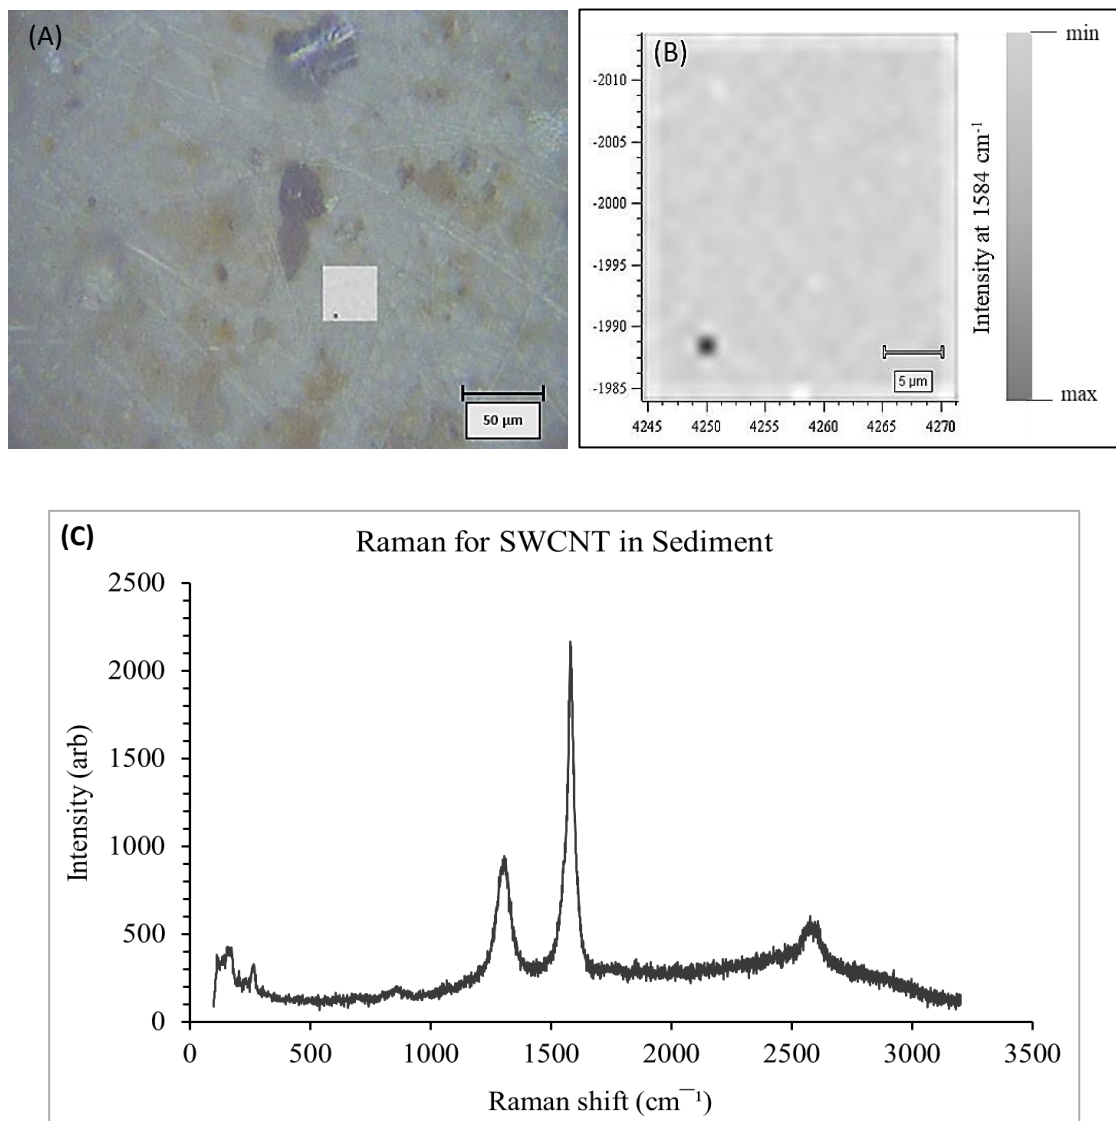 (A)
50 µm
(B)
-2010
-2005
-2000
-1995
-1990
-1985
4245 4250 4255 4260 4265 4270
5 µm
Intensity at 1584 cm⁻¹
min
max
(C)
Raman for SWCNT in Sediment
Intensity (arb)
2500
2000
1500
1000
500
0
0 500 1000 1500 2000 2500 3000 3500
Raman shift (cm⁻¹)